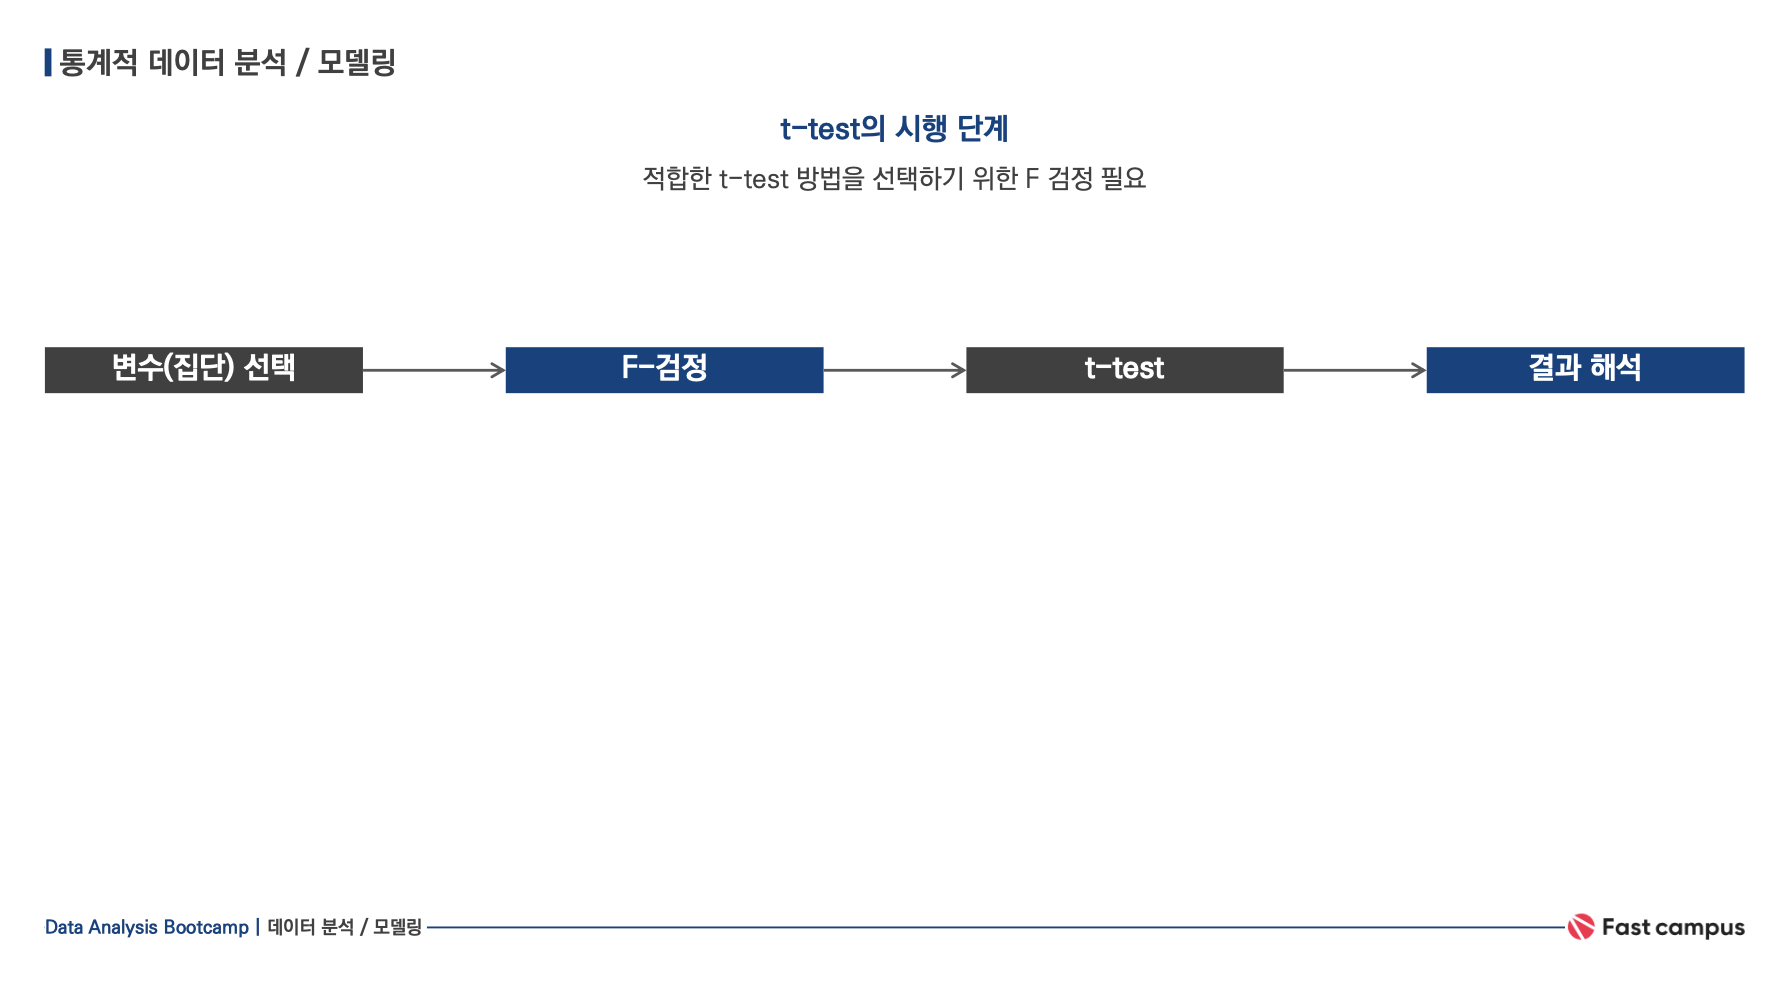 통계적 데이터 분석 / 모델링
t-test의 시행 단계
적합한 t-test 방법을 선택하기 위한 F 검정 필요
변수(집단) 선택
F-검정
t-test
결과 해석
Data Analysis Bootcamp | 데이터 분석 / 모델링
Fast campus